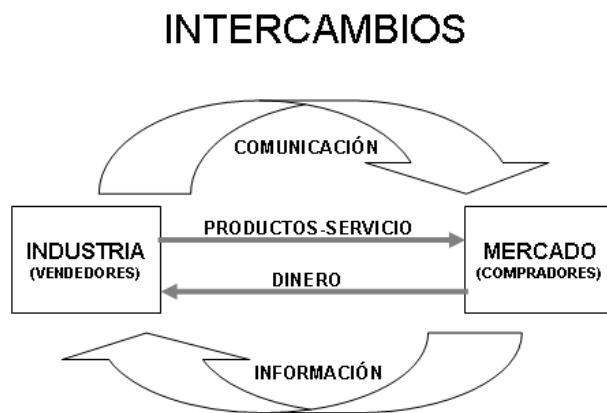 INTERCAMBIOS
COMUNICACIÓN
PRODUCTOS-SERVICIO
INDUSTRIA
(VENDEDORES)
MERCADO
(COMPRADORES)
DINERO
INFORMACIÓN